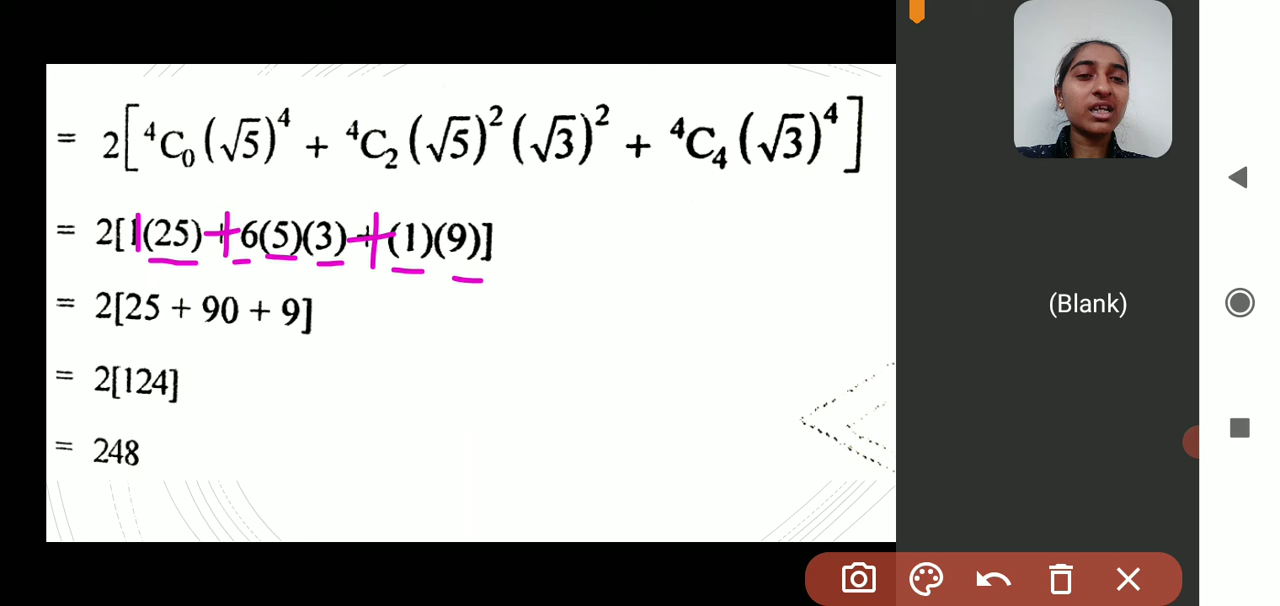 = 2[⁴C₀(√5)⁴ + ⁴C₂(√5)²(√3)² + ⁴C₄(√3)⁴]
= 2[1(25) + 6(5)(3) + (1)(9)]
= 2[25 + 90 + 9]
= 2[124]
= 248
(Blank)